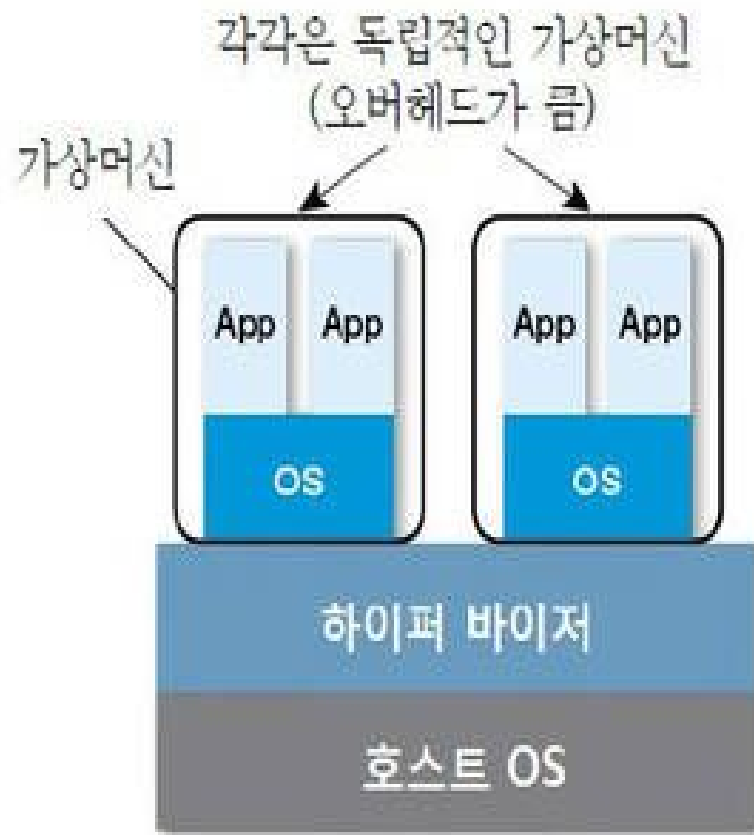 각각은 독립적인 가상머신
(오버헤드가 큼)
가상머신
App App
App App
OS
OS
하이퍼 바이저
호스트 OS